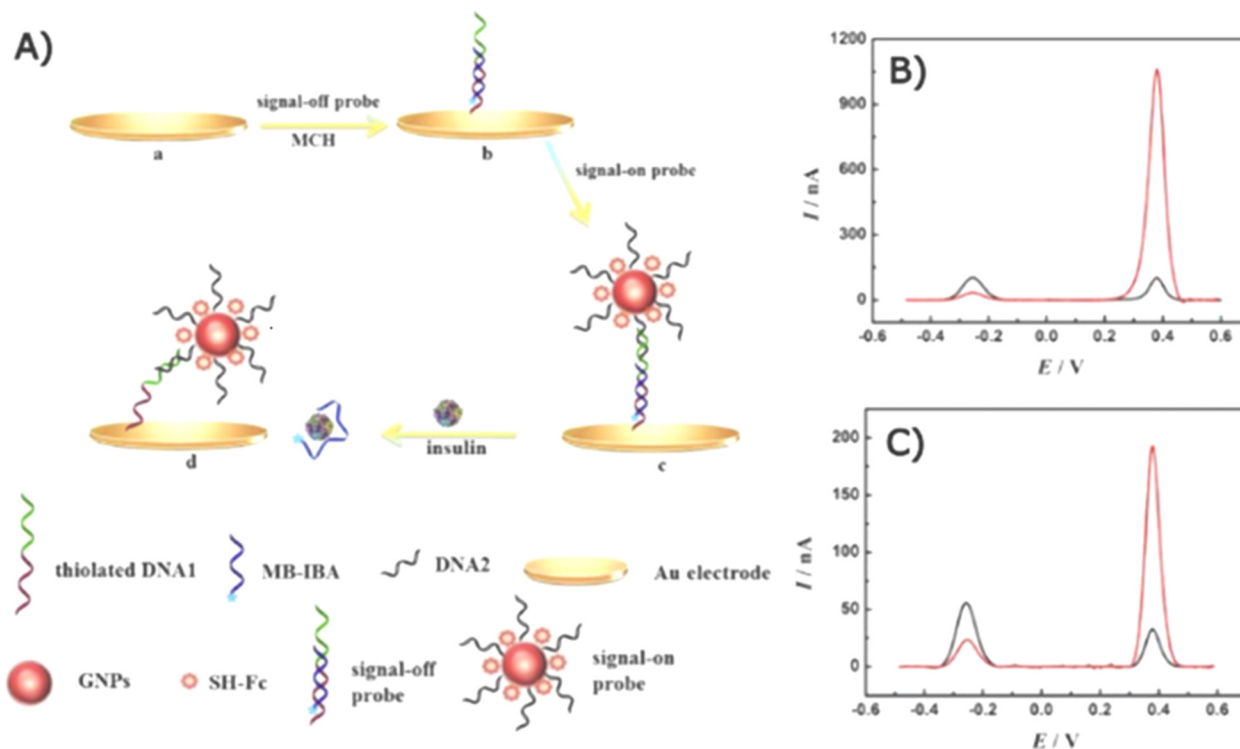 A)
signal-off probe
MCH
a
b
signal-on probe
insulin
d
c
thiolated DNA1
MB-IBA
DNA2
Au electrode
GNPs
SH-Fc
signal-off
probe
signal-on
probe
B)
1200
900
600
300
0
I / nA
-0.6 -0.4 -0.2 0.0 0.2 0.4 0.6
E / V
C)
200
150
100
50
0
I / nA
-0.6 -0.4 -0.2 0.0 0.2 0.4 0.6
E / V